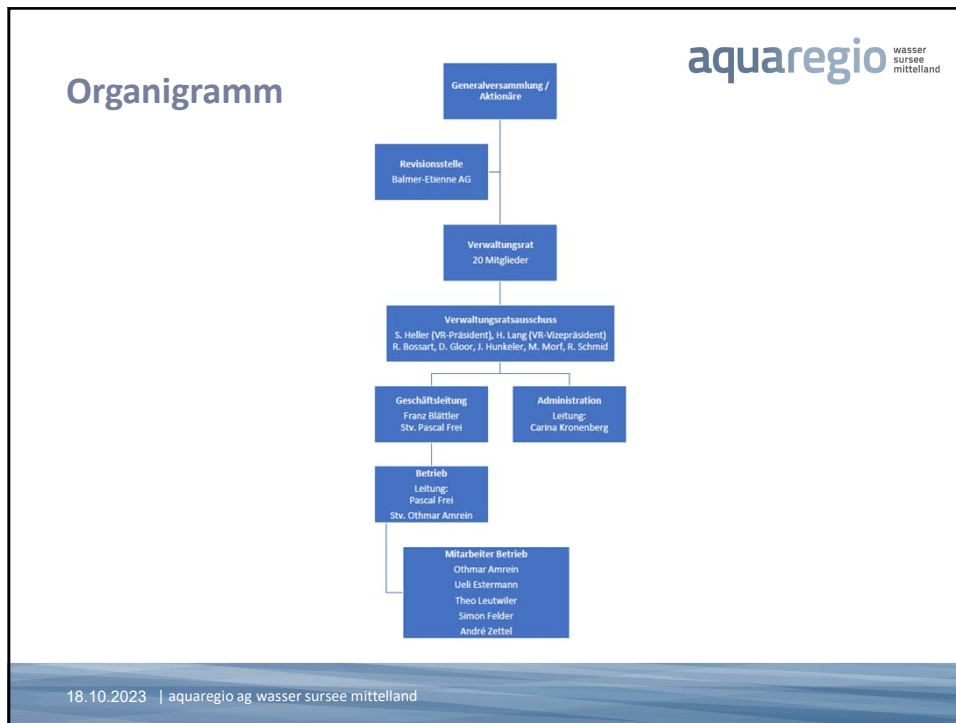 Organigramm
aquaregio wasser
sursee
mittelland
Generalversammlung /
Aktionäre
Revisionsstelle
Balmer-Etienne AG
Verwaltungsrat
20 Mitglieder
Verwaltungsratsausschuss
S. Heller (VR-Präsident), H. Lang (VR-Vizepräsident)
R. Bossart, D. Gloor, J. Hunkeler, M. Morf, R. Schmid
Geschäftsleitung
Franz Blättler
Stv. Pascal Frei
Administration
Leitung:
Carina Kronenberg
Betrieb
Leitung:
Pascal Frei
Stv. Othmar Amrein
Mitarbeiter Betrieb
Othmar Amrein
Ueli Estermann
Theo Leutwiler
Simon Felder
André Zettel
18.10.2023 | aquaregio ag wasser sursee mittelland